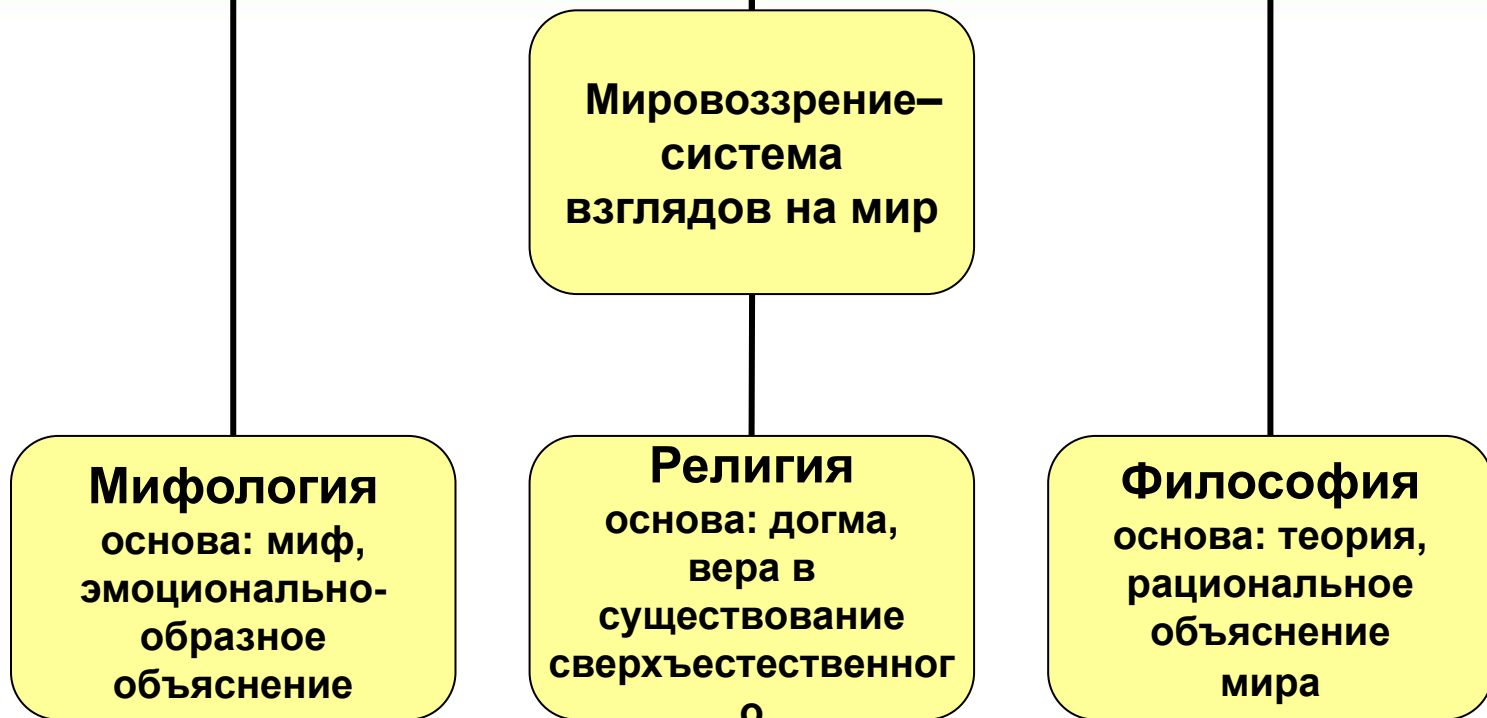 Мировоззрение–
система
взглядов на мир
Мифология
основа: миф,
эмоционально-
образное
объяснение
Религия
основа: догма,
вера в
существование
сверхъестественног
о
Философия
основа: теория,
рациональное
объяснение
мира